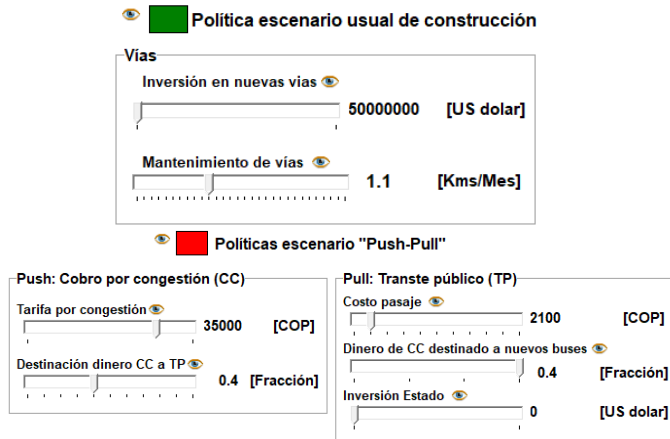 Política escenario usual de construcción
Vías
Inversión en nuevas vias
50000000 [US dolar]
Mantenimiento de vías
1.1 [Kms/Mes]
Políticas escenario "Push-Pull"
Push: Cobro por congestión (CC)
Tarifa por congestión
35000 [COP]
Destinación dinero CC a TP
0.4 [Fracción]
Pull: Transte público (TP)
Costo pasaje
2100 [COP]
Dinero de CC destinado a nuevos buses
0.4 [Fracción]
Inversión Estado
0 [US dolar]